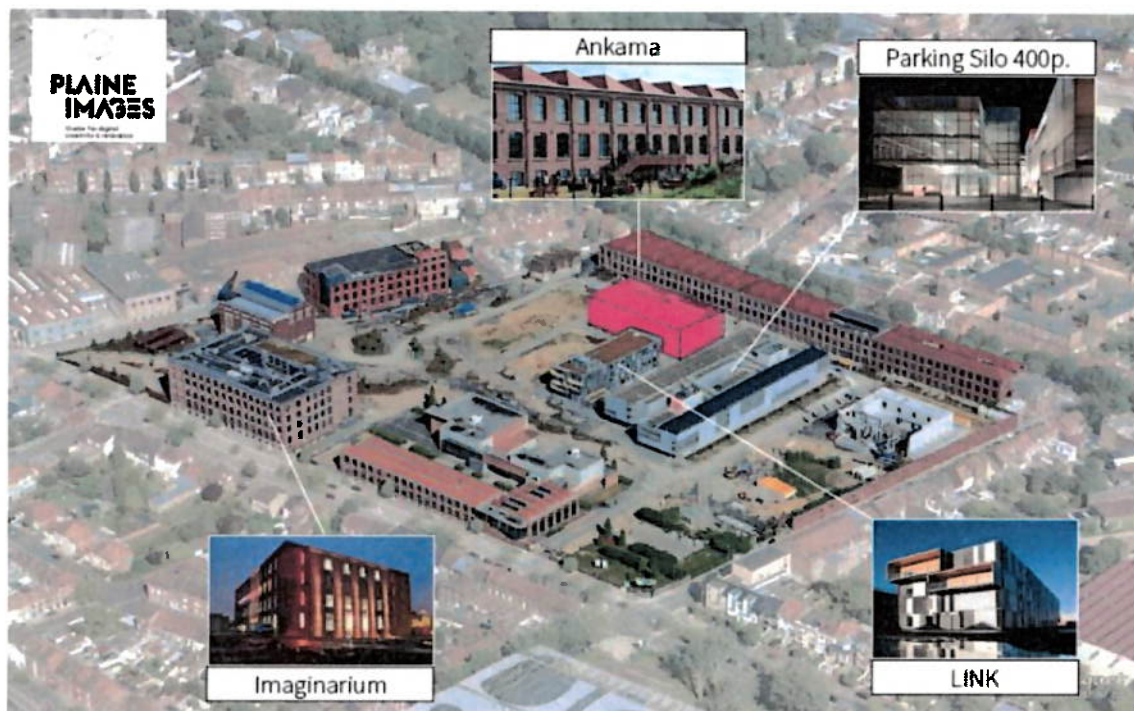 PLAINE
IMAGES
Ankama
Parking Silo 400p.
Imaginarium
LINK